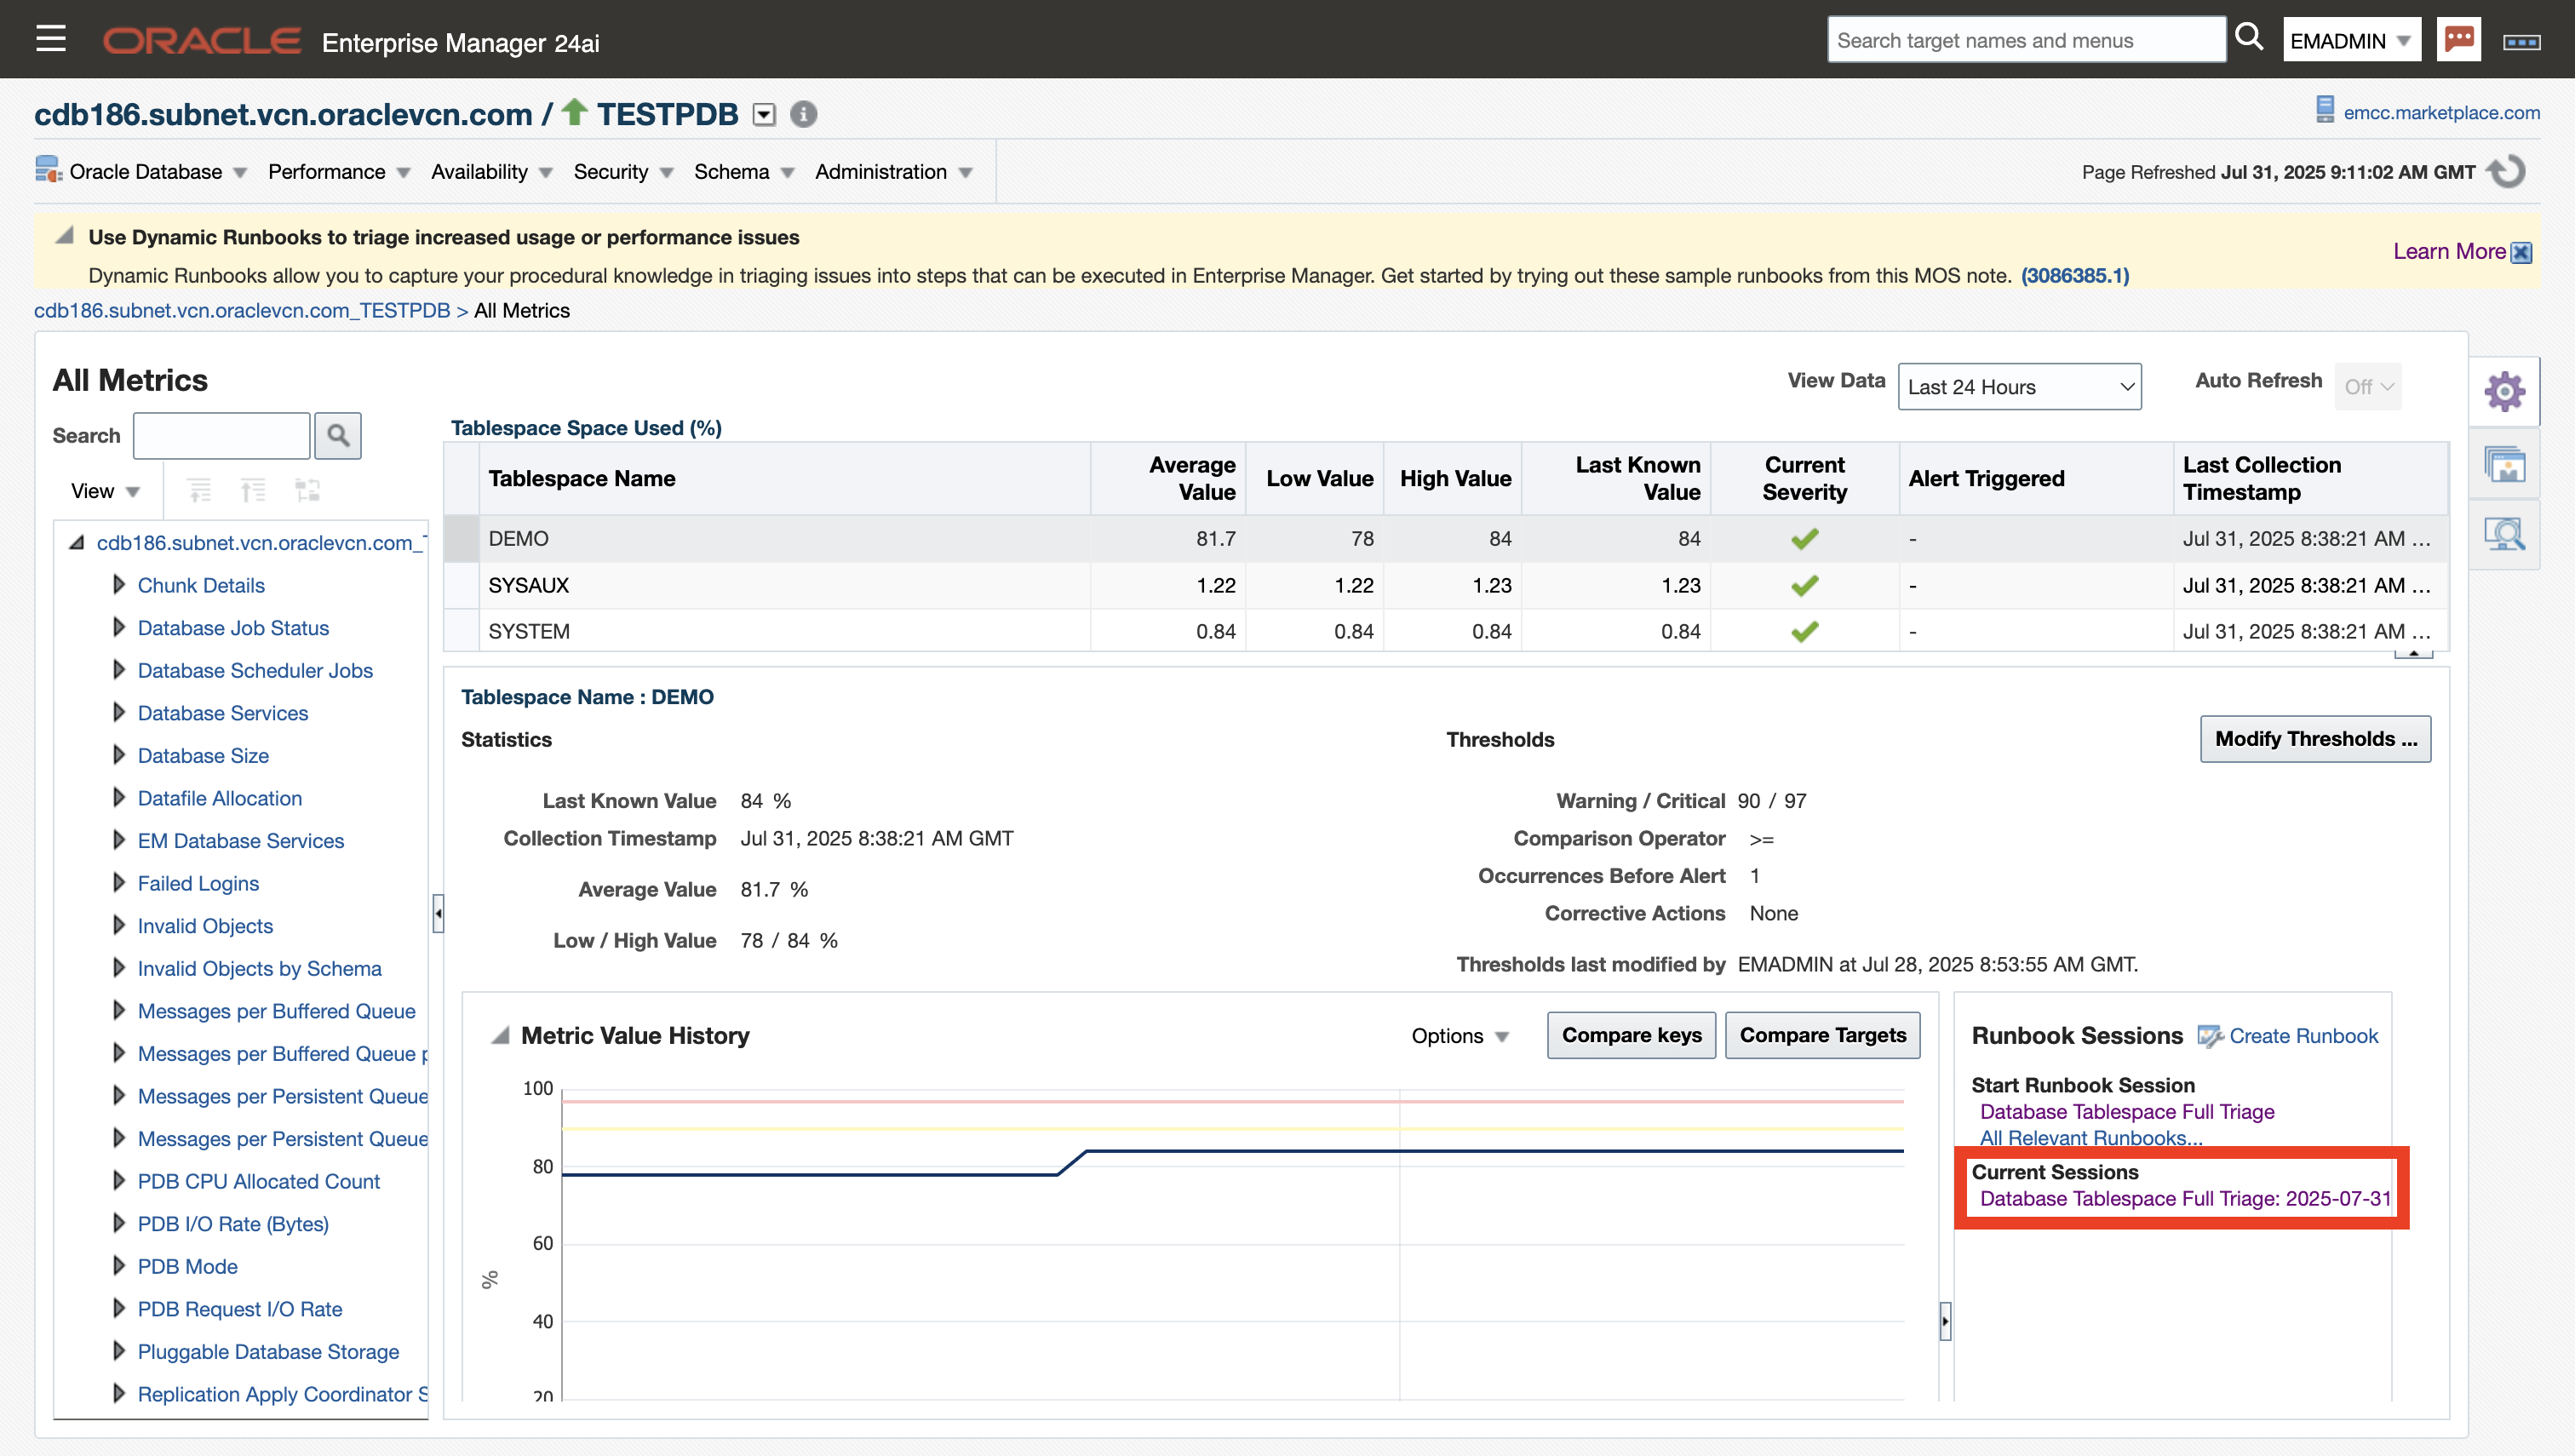 ORACLE Enterprise Manager 24ai
Search target names and menus
EMADMIN
cdb186.subnet.vcn.oraclevcn.com / TESTPDB
emcc.marketplace.com
Oracle Database Performance Availability Security Schema Administration
Page Refreshed Jul 31, 2025 9:11:02 AM GMT
Use Dynamic Runbooks to triage increased usage or performance issues
Learn More
Dynamic Runbooks allow you to capture your procedural knowledge in triaging issues into steps that can be executed in Enterprise Manager. Get started by trying out these sample runbooks from this MOS note. (3086385.1)
cdb186.subnet.vcn.oraclevcn.com_TESTPDB > All Metrics
All Metrics
View Data Last 24 Hours
Auto Refresh Off
Search
View
cdb186.subnet.vcn.oraclevcn.com_
Chunk Details
Database Job Status
Database Scheduler Jobs
Database Services
Database Size
Datafile Allocation
EM Database Services
Failed Logins
Invalid Objects
Invalid Objects by Schema
Messages per Buffered Queue
Messages per Buffered Queue p
Messages per Persistent Queue
Messages per Persistent Queue
PDB CPU Allocated Count
PDB I/O Rate (Bytes)
PDB Mode
PDB Request I/O Rate
Pluggable Database Storage
Replication Apply Coordinator S
Tablespace Space Used (%)
Tablespace Name Average Value Low Value High Value Last Known Value Current Severity Alert Triggered Last Collection Timestamp
DEMO 81.7 78 84 84 - Jul 31, 2025 8:38:21 AM ...
SYSAUX 1.22 1.22 1.23 1.23 - Jul 31, 2025 8:38:21 AM ...
SYSTEM 0.84 0.84 0.84 0.84 - Jul 31, 2025 8:38:21 AM ...
Tablespace Name : DEMO
Statistics
Last Known Value 84 %
Collection Timestamp Jul 31, 2025 8:38:21 AM GMT
Average Value 81.7 %
Low / High Value 78 / 84 %
Thresholds
Modify Thresholds ...
Warning / Critical 90 / 97
Comparison Operator >=
Occurrences Before Alert 1
Corrective Actions None
Thresholds last modified by EMADMIN at Jul 28, 2025 8:53:55 AM GMT.
Metric Value History
Options
Compare keys
Compare Targets
100
80
60
%
40
20
Runbook Sessions Create Runbook
Start Runbook Session
Database Tablespace Full Triage
All Relevant Runbooks...
Current Sessions
Database Tablespace Full Triage: 2025-07-31